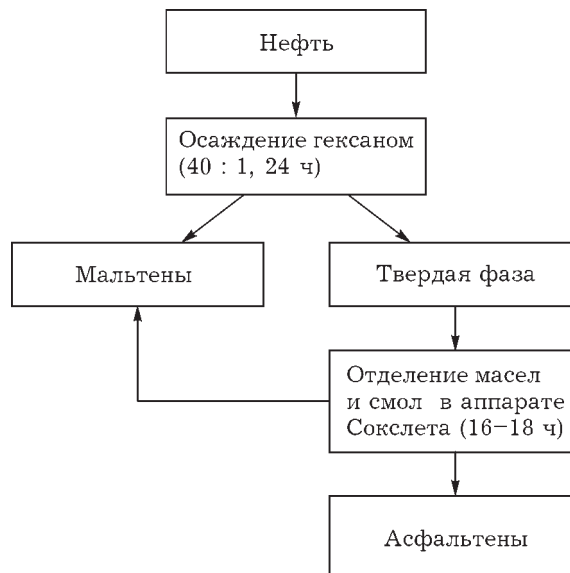 Нефть
Осаждение гексаном
(40 : 1, 24 ч)
Мальтены
Твердая фаза
Отделение масел
и смол в аппарате
Сокслета (16–18 ч)
Асфальтены